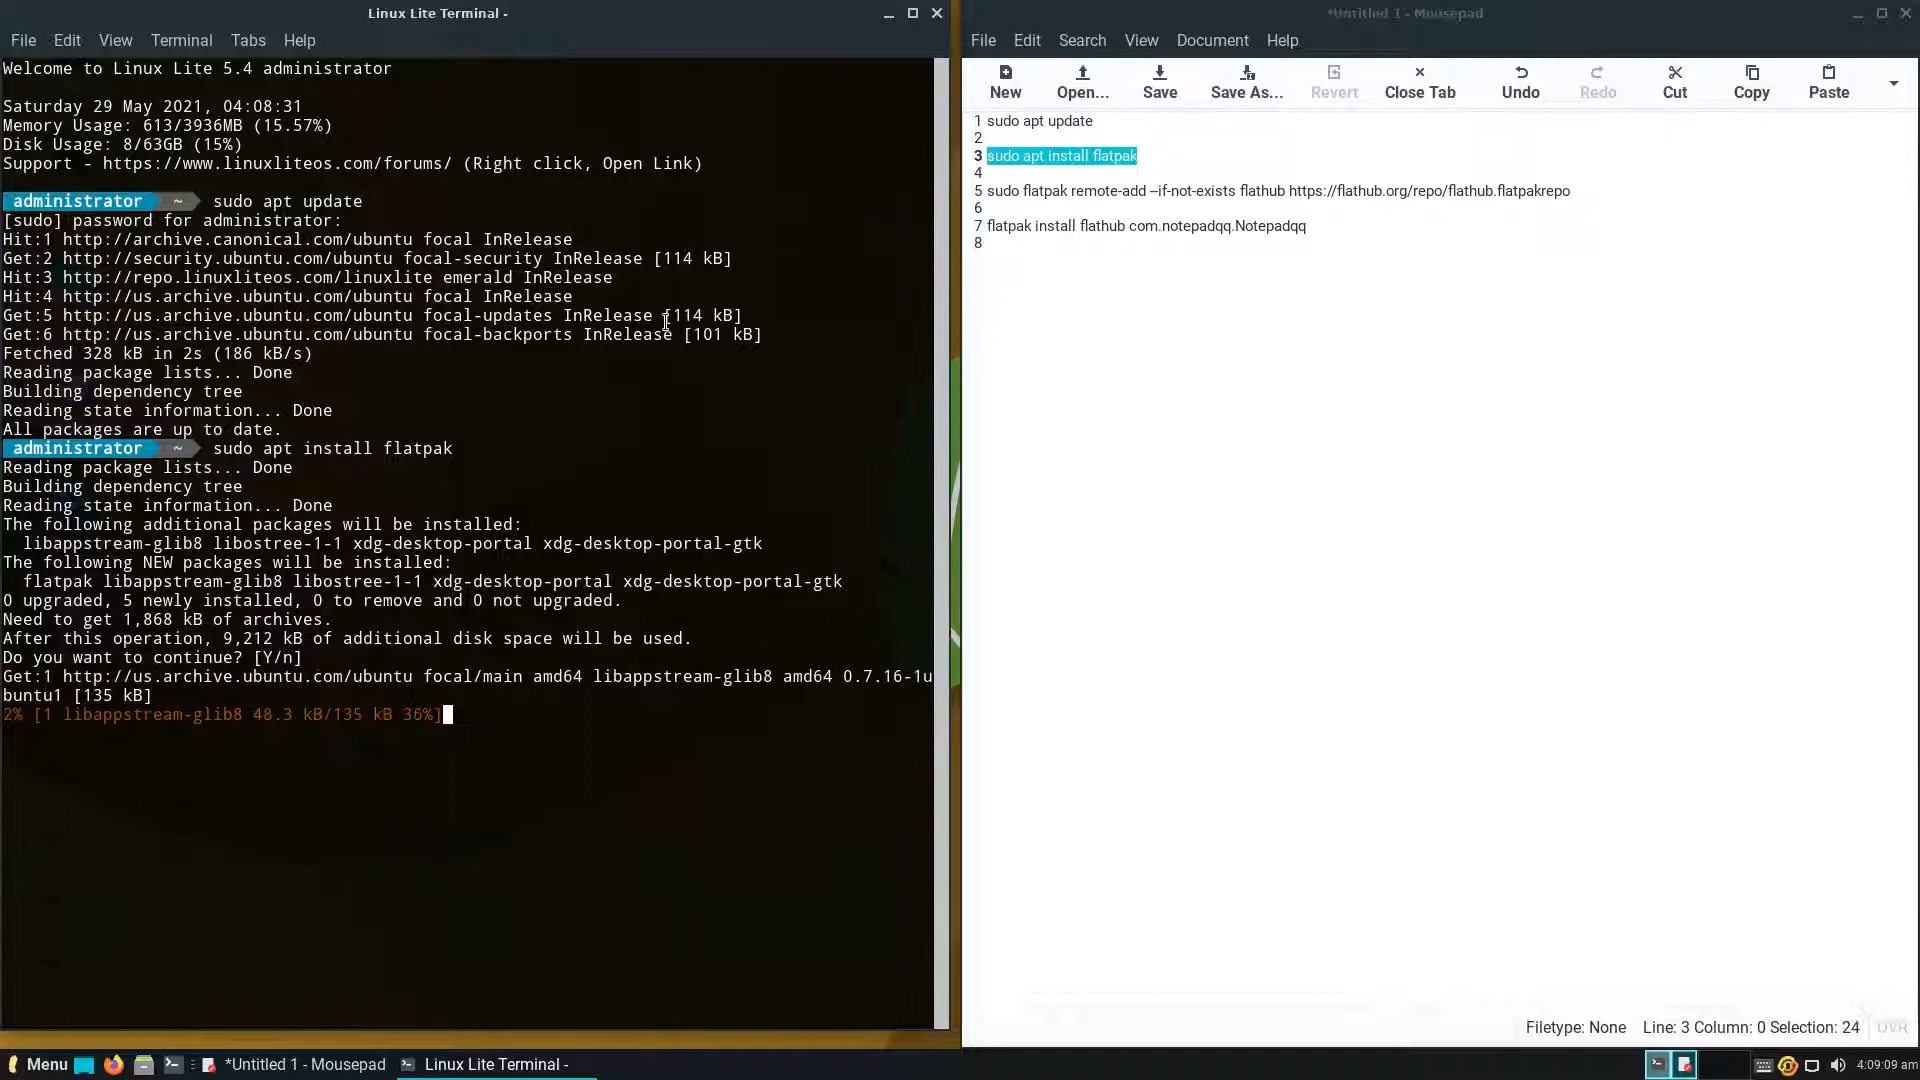 Linux Lite Terminal -
File Edit View Terminal Tabs Help
Welcome to Linux Lite 5.4 administrator
Saturday 29 May 2021, 04:08:31
Memory Usage: 613/3936MB (15.57%)
Disk Usage: 8/63GB (15%)
Support - https://www.linuxliteos.com/forums/ (Right click, Open Link)
administrator ~ sudo apt update
[sudo] password for administrator:
Hit:1 http://archive.canonical.com/ubuntu focal InRelease
Get:2 http://security.ubuntu.com/ubuntu focal-security InRelease [114 kB]
Hit:3 http://repo.linuxliteos.com/linuxlite emerald InRelease
Hit:4 http://us.archive.ubuntu.com/ubuntu focal InRelease
Get:5 http://us.archive.ubuntu.com/ubuntu focal-updates InRelease [114 kB]
Get:6 http://us.archive.ubuntu.com/ubuntu focal-backports InRelease [101 kB]
Fetched 328 kB in 2s (186 kB/s)
Reading package lists... Done
Building dependency tree
Reading state information... Done
All packages are up to date.
administrator ~ sudo apt install flatpak
Reading package lists... Done
Building dependency tree
Reading state information... Done
The following additional packages will be installed:
libappstream-glib8 libostree-1-1 xdg-desktop-portal xdg-desktop-portal-gtk
The following NEW packages will be installed:
flatpak libappstream-glib8 libostree-1-1 xdg-desktop-portal xdg-desktop-portal-gtk
0 upgraded, 5 newly installed, 0 to remove and 0 not upgraded.
Need to get 1,868 kB of archives.
After this operation, 9,212 kB of additional disk space will be used.
Do you want to continue? [Y/n]
Get:1 http://us.archive.ubuntu.com/ubuntu focal/main amd64 libappstream-glib8 amd64 0.7.16-1u
buntu1 [135 kB]
2% [1 libappstream-glib8 48.3 kB/135 kB 36%]
*Untitled 1 - Mousepad
File Edit Search View Document Help
New Open... Save Save As... Revert Close Tab Undo Redo Cut Copy Paste
1 sudo apt update
2
3 sudo apt install flatpak
4
5 sudo flatpak remote-add –if-not-exists flathub https://flathub.org/repo/flathub.flatpakrepo
6
7 flatpak install flathub com.notepadqq.Notepadqq
8
Filetype: None Line: 3 Column: 0 Selection: 24 OVR
Menu *Untitled 1 - Mousepad Linux Lite Terminal - 4:09:09 am